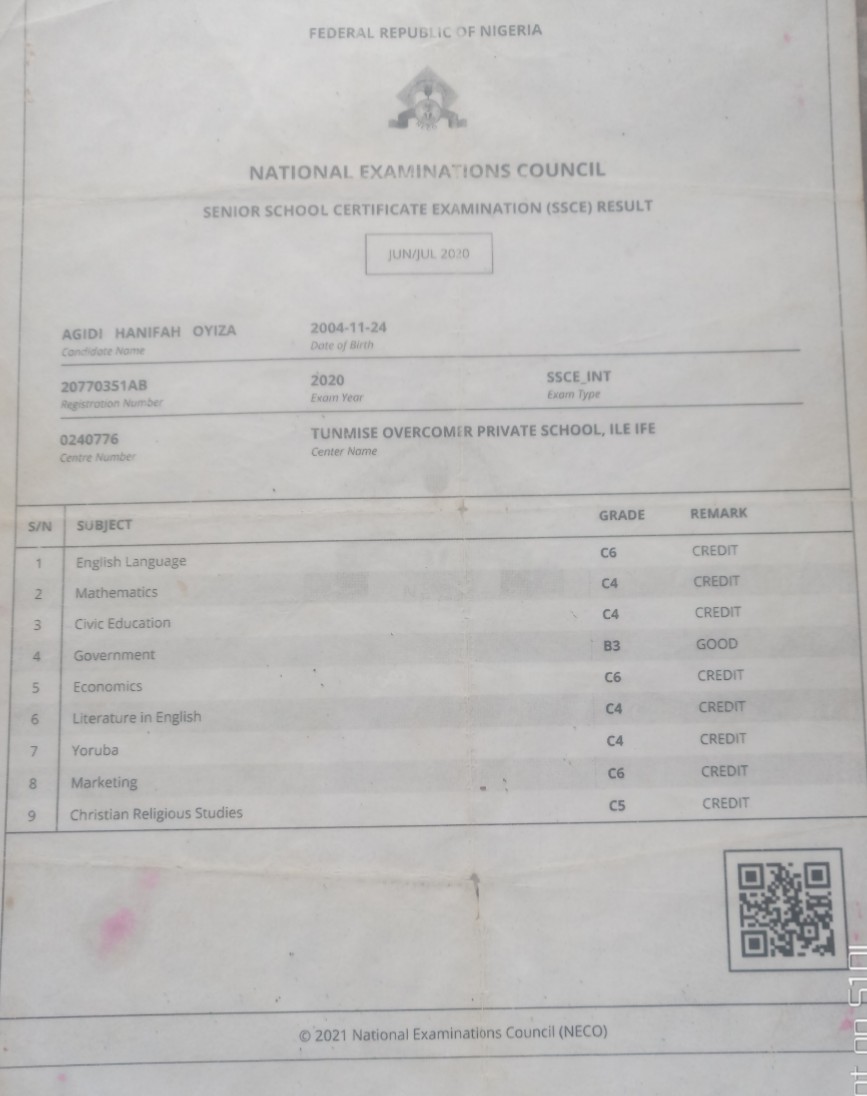 FEDERAL REPUBLIC OF NIGERIA
NATIONAL EXAMINATIONS COUNCIL
SENIOR SCHOOL CERTIFICATE EXAMINATION (SSCE) RESULT
JUN/JUL 2020
AGIDI HANIFAH OYIZA 2004-11-24
Candidate Name Date of Birth
20770351AB 2020 SSCE_INT
Registration Number Exam Year Exam Type
0240776 TUNMISE OVERCOMER PRIVATE SCHOOL, ILE IFE
Centre Number Center Name
S/N SUBJECT GRADE REMARK
1 English Language C6 CREDIT
2 Mathematics C4 CREDIT
3 Civic Education C4 CREDIT
4 Government B3 GOOD
5 Economics C6 CREDIT
6 Literature in English C4 CREDIT
7 Yoruba C4 CREDIT
8 Marketing C6 CREDIT
9 Christian Religious Studies C5 CREDIT
© 2021 National Examinations Council (NECO)